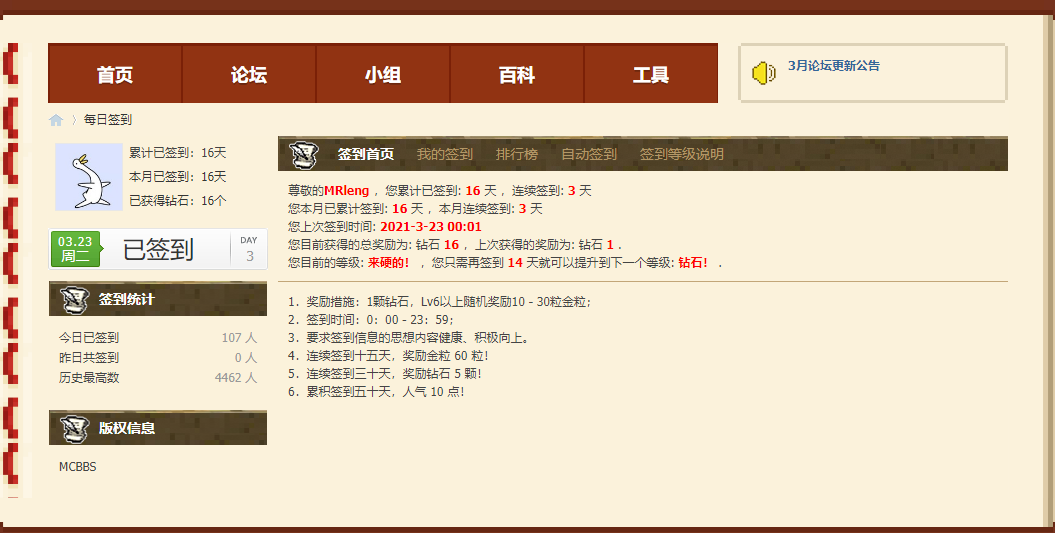 首页 论坛 小组 百科 工具
3月论坛更新公告
每日签到
累计已签到：16天
本月已签到：16天
已获得钻石：16个
03.23
周二
已签到
DAY
3
签到统计
今日已签到 107 人
昨日共签到 0 人
历史最高数 4462 人
版权信息
MCBBS
签到首页 我的签到 排行榜 自动签到 签到等级说明
尊敬的MRleng ，您累计已签到: 16 天 ，连续签到: 3 天
您本月已累计签到: 16 天 ，本月连续签到: 3 天
您上次签到时间: 2021-3-23 00:01
您目前获得的总奖励为: 钻石 16 ，上次获得的奖励为: 钻石 1 .
您目前的等级: 来硬的！ ，您只需再签到 14 天就可以提升到下一个等级: 钻石！ .
1. 奖励措施：1颗钻石，Lv6以上随机奖励10 - 30粒金粒;
2. 签到时间：0：00 - 23：59;
3. 要求签到信息的思想内容健康、积极向上。
4. 连续签到十五天，奖励金粒 60 粒!
5. 连续签到三十天，奖励钻石 5 颗!
6. 累积签到五十天，人气 10 点!